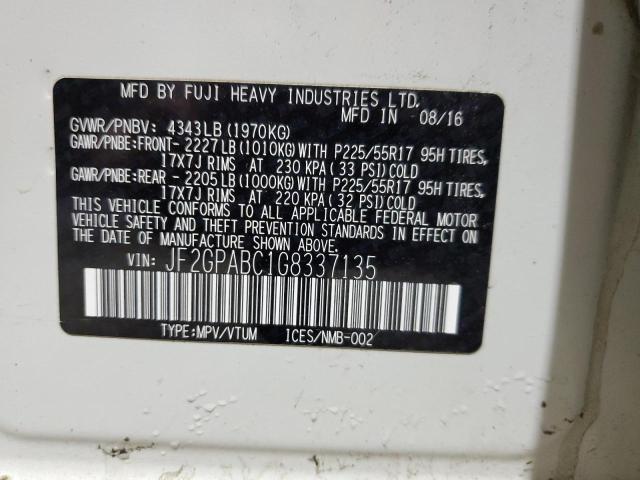 MFD BY FUJI HEAVY INDUSTRIES LTD.
MFD IN 08/16
GVWR/PNBV: 4343LB (1970KG)
GAWR/PNBE:FRONT- 2227LB (1010KG) WITH P225/55R17 95H TIRES,
17X7J RIMS AT 230 KPA (33 PSI) COLD
GAWR/PNBE:REAR - 2205LB (1000KG) WITH P225/55R17 95H TIRES,
17X7J RIMS AT 220 KPA (32 PSI) COLD
THIS VEHICLE CONFORMS TO ALL APPLICABLE FEDERAL MOTOR
VEHICLE SAFETY AND THEFT PREVENTION STANDARDS IN EFFECT
ON THE DATE OF MANUFACTURE SHOWN ABOVE.
VIN: JF2GPABC1G8337135
TYPE:MPV/VTUM ICES/NMB-002